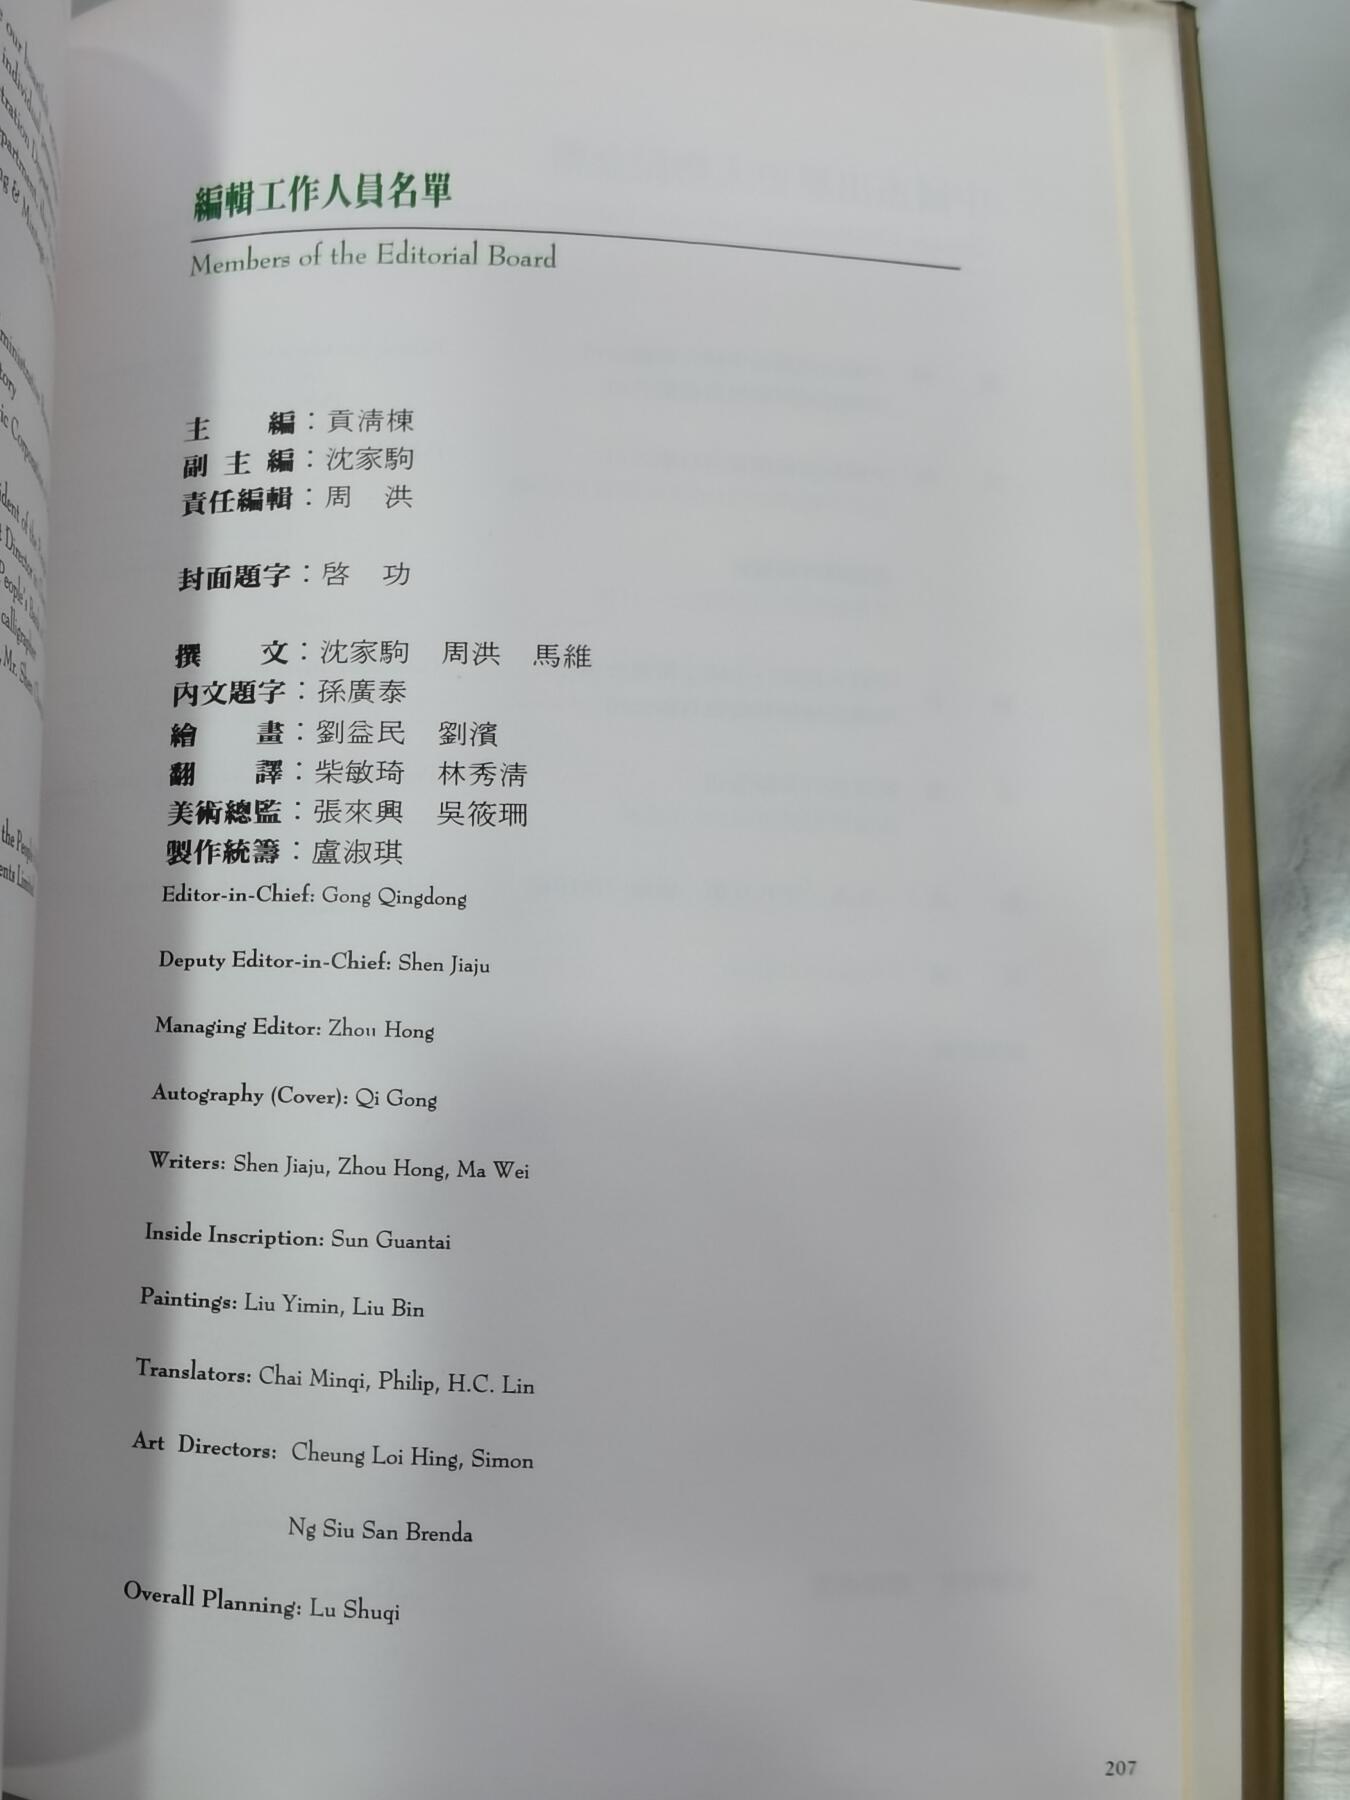 編輯工作人員名單
Members of the Editorial Board
主　　編：貢淸棟
副 主 編：沈家駒
責任編輯：周　洪
封面題字：啓　功
撰　　文：沈家駒　周洪　馬維
內文題字：孫廣泰
繪　　畫：劉益民　劉濱
翻　　譯：柴敏琦　林秀淸
美術總監：張來興　吳筱珊
製作統籌：盧淑琪
Editor-in-Chief: Gong Qingdong
Deputy Editor-in-Chief: Shen Jiaju
Managing Editor: Zhou Hong
Autography (Cover): Qi Gong
Writers: Shen Jiaju, Zhou Hong, Ma Wei
Inside Inscription: Sun Guantai
Paintings: Liu Yimin, Liu Bin
Translators: Chai Minqi, Philip, H.C. Lin
Art Directors: Cheung Loi Hing, Simon
Ng Siu San Brenda
Overall Planning: Lu Shuqi
207